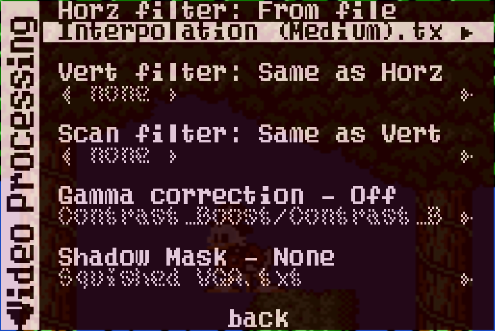 Video Processing
Horz filter: From file
Interpolation (Medium).tx ►
Vert filter: Same as Horz
< none >
Scan filter: Same as Vert
< none >
Gamma correction - Off
Contrast_Boost/Contrast_B
Shadow Mask - None
Squished VGA.txt
back